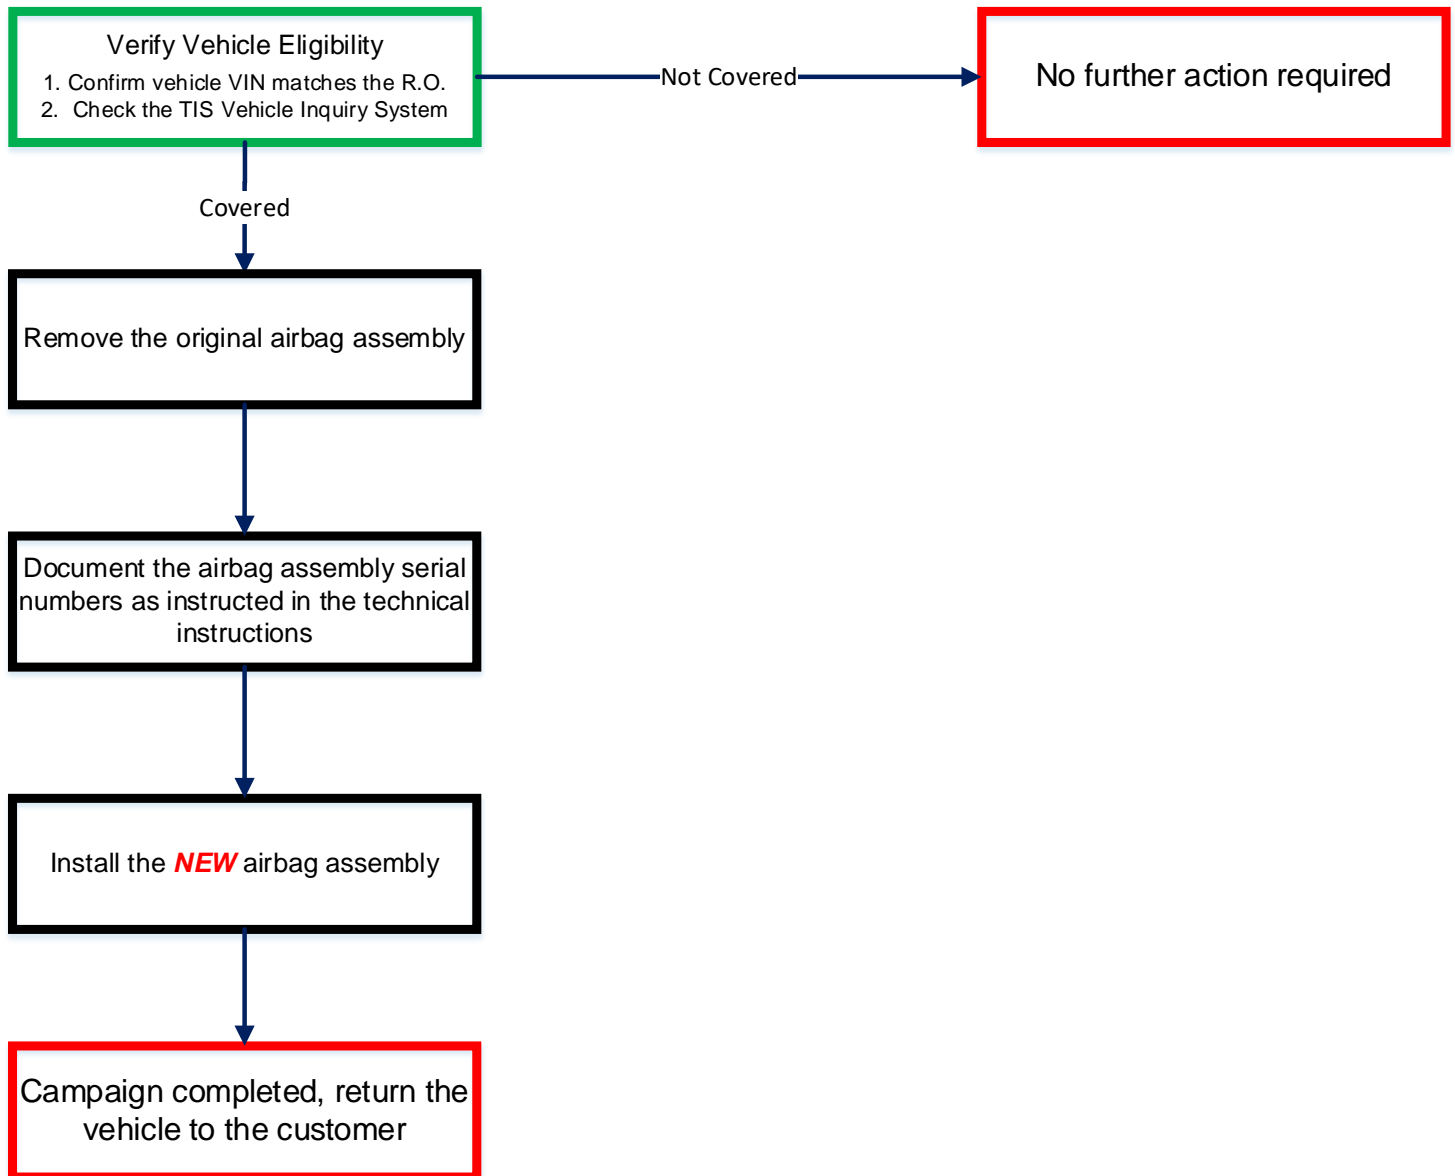 Verify Vehicle Eligibility
1. Confirm vehicle VIN matches the R.O.
2. Check the TIS Vehicle Inquiry System
Not Covered
No further action required
Covered
Remove the original airbag assembly
Document the airbag assembly serial
numbers as instructed in the technical
instructions
Install the NEW airbag assembly
Campaign completed, return the
vehicle to the customer